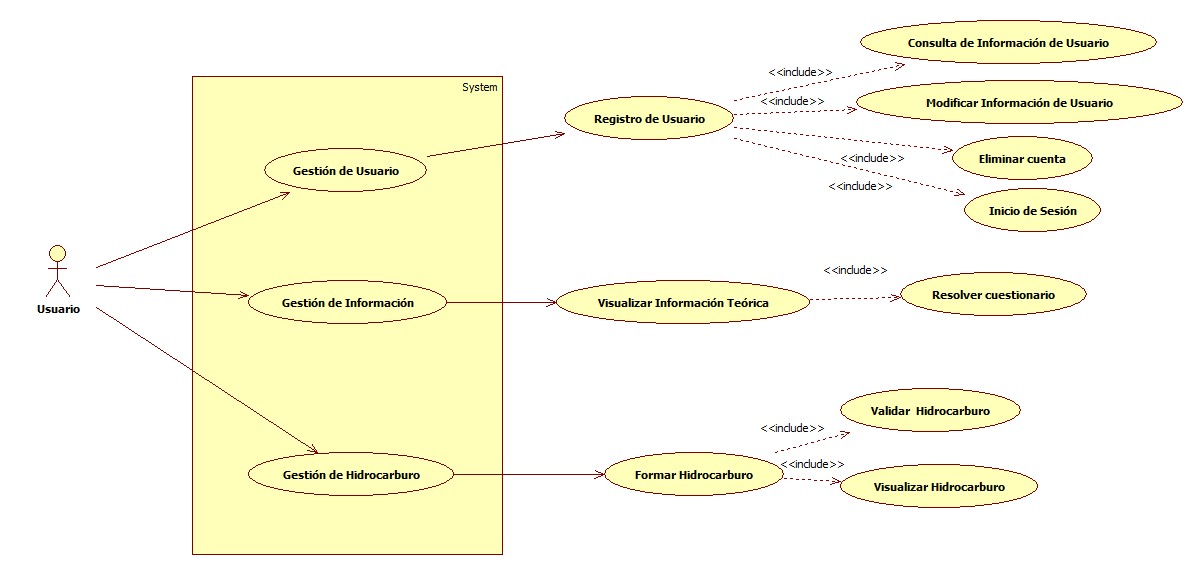 Consulta de Información de Usuario
<<include>>
System
<<include>>
Modificar Información de Usuario
Registro de Usuario
<<include>>
Eliminar cuenta
Gestión de Usuario
<<include>>
Inicio de Sesión
<<include>>
Usuario
Gestión de Información
Visualizar Información Teórica
Resolver cuestionario
Validar Hidrocarburo
<<include>>
<<include>>
Gestión de Hidrocarburo
Formar Hidrocarburo
Visualizar Hidrocarburo